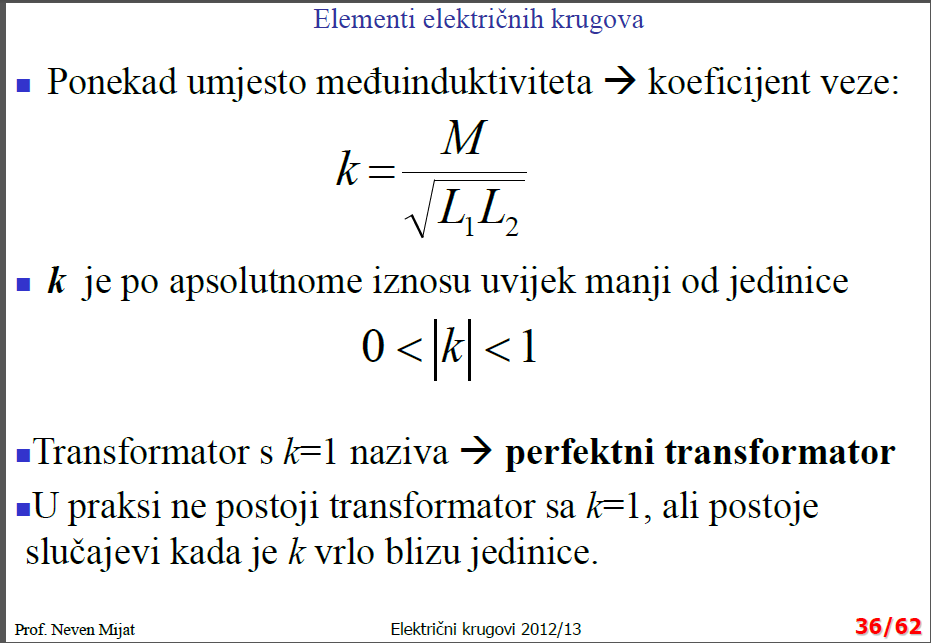 Elementi električnih krugova
Ponekad umjesto međuinduktiviteta → koeficijent veze:
k = M / √(L₁L₂)
k je po apsolutnome iznosu uvijek manji od jedinice
0 < |k| < 1
Transformator s k=1 naziva → perfektni transformator
U praksi ne postoji transformator sa k=1, ali postoje
slučajevi kada je k vrlo blizu jedinice.
Prof. Neven Mijat
Električni krugovi 2012/13
36/62